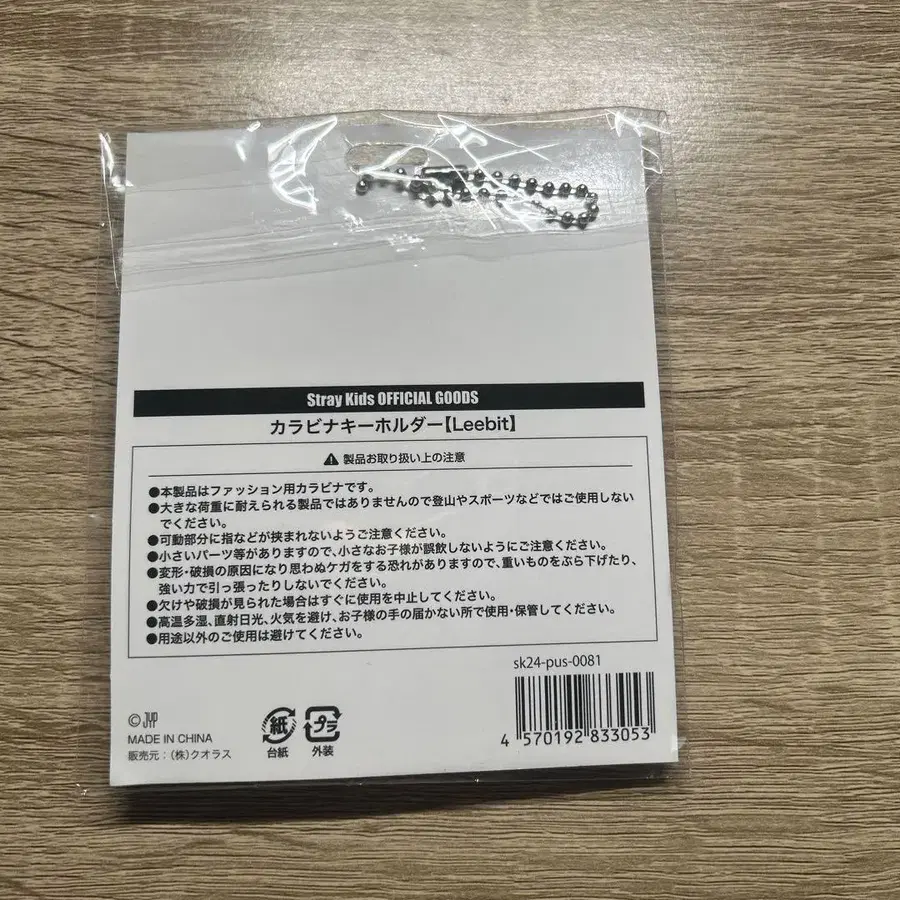 Stray Kids OFFICIAL GOODS
カラビナキーホルダー【Leebit】
製品お取り扱い上の注意
●本製品はファッション用カラビナです。
●大きな荷重に耐えられる製品ではありませんので登山やスポーツなどではご使用しない
でください。
●可動部分に指などが挟まれないようご注意ください。
●小さいパーツ等がありますので、小さなお子様が誤飲しないようにご注意ください。
●変形・破損の原因になり思わぬケガをする恐れがありますので、重いものをぶら下げたり、
強い力で引っ張ったりしないでください。
●欠けや破損が見られた場合はすぐに使用を中止してください。
●高温多湿、直射日光、火気を避け、お子様の手の届かない所で使用・保管してください。
●用途以外のご使用は避けてください。
sk24-pus-0081
4 570192 833053
© JYP
MADE IN CHINA
販売元：（株）クオラス
紙
台紙
プラ
外装